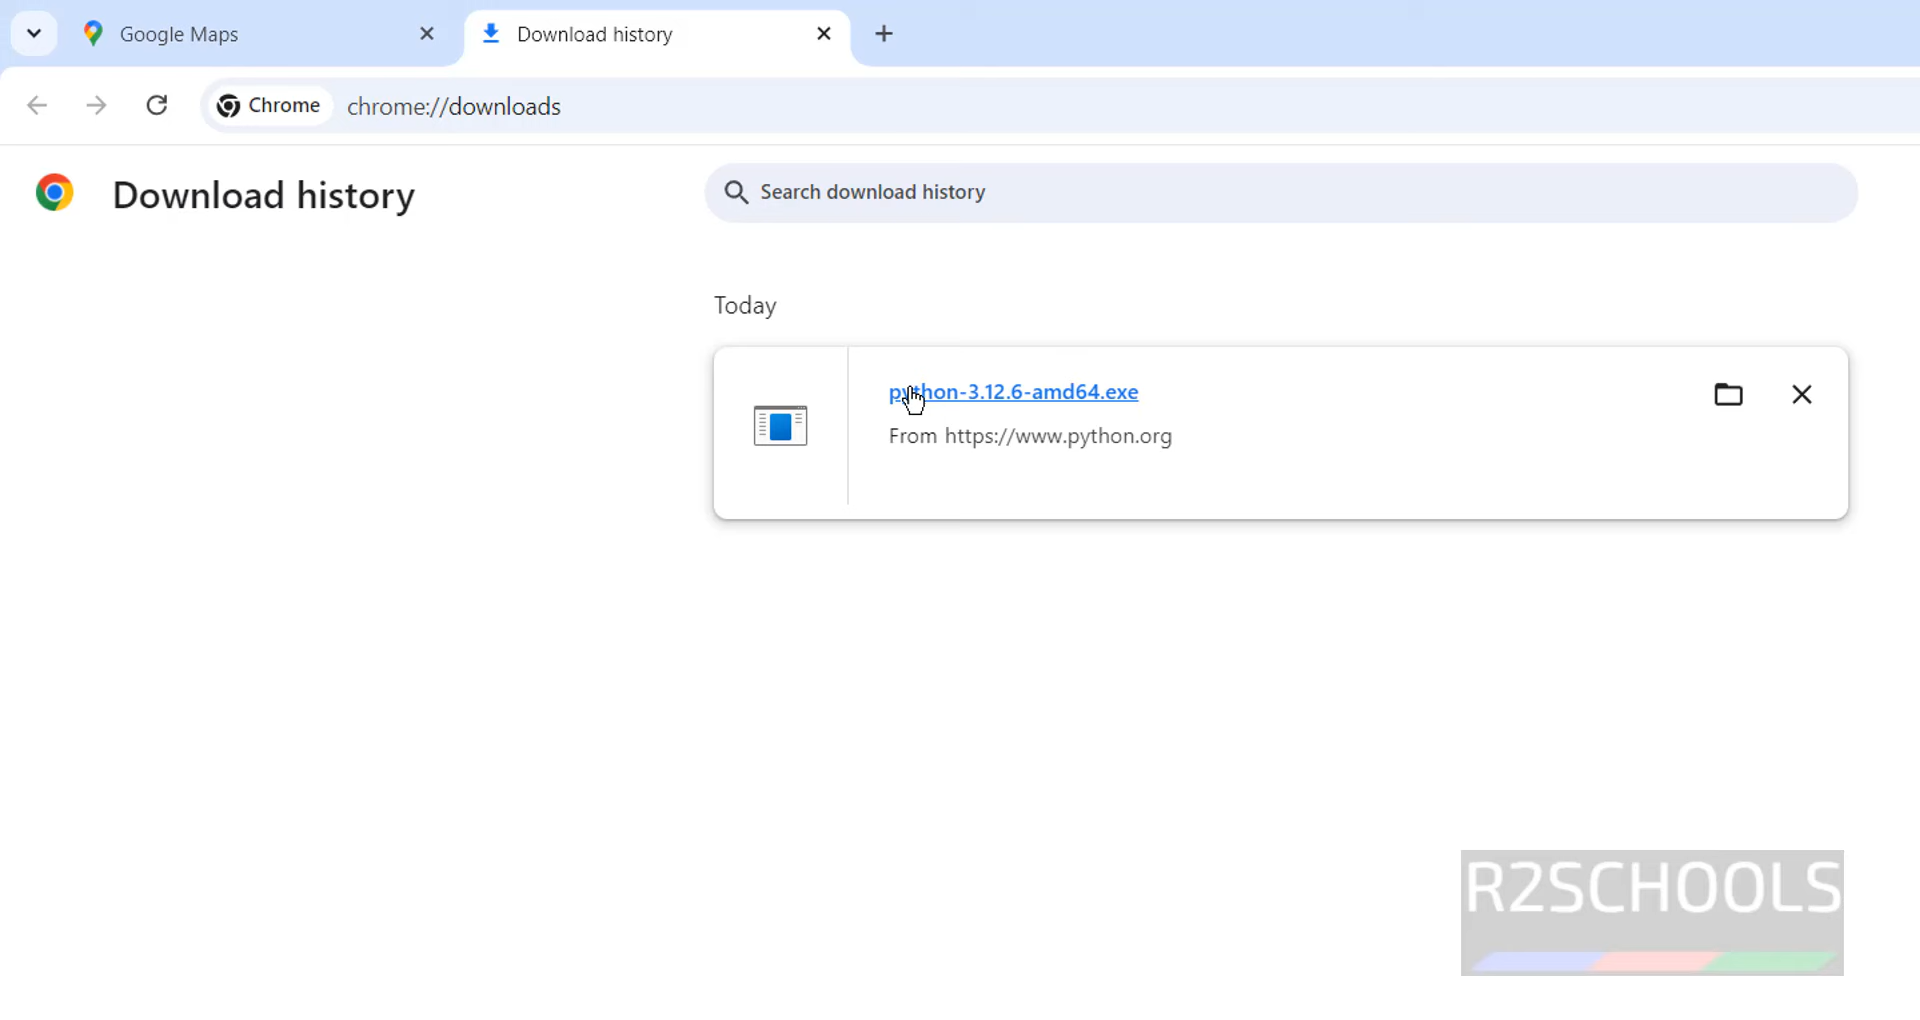 Google Maps
Download history
Chrome
chrome://downloads
Download history
Search download history
Today
python-3.12.6-amd64.exe
From https://www.python.org
R2SCHOOLS